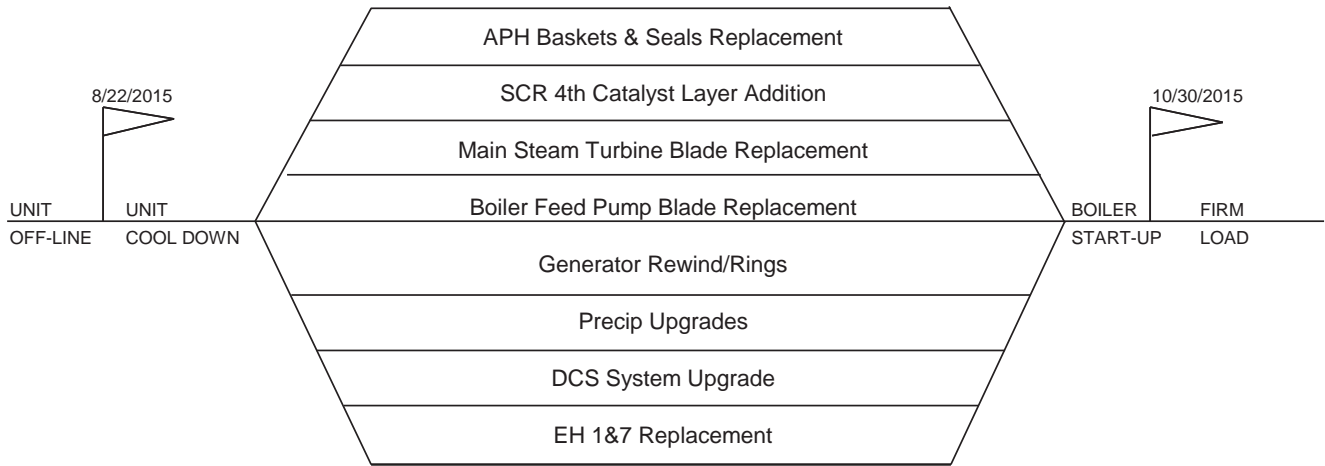 APH Baskets & Seals Replacement
8/22/2015
SCR 4th Catalyst Layer Addition
10/30/2015
Main Steam Turbine Blade Replacement
UNIT
OFF-LINE
UNIT
COOL DOWN
Boiler Feed Pump Blade Replacement
BOILER
START-UP
FIRM
LOAD
Generator Rewind/Rings
Precip Upgrades
DCS System Upgrade
EH 1&7 Replacement